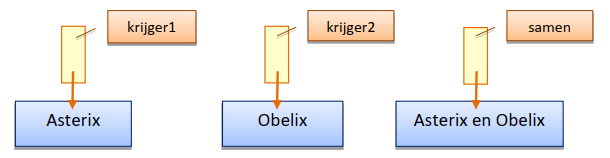 krijger1
krijger2
samen
Asterix
Obelix
Asterix en Obelix